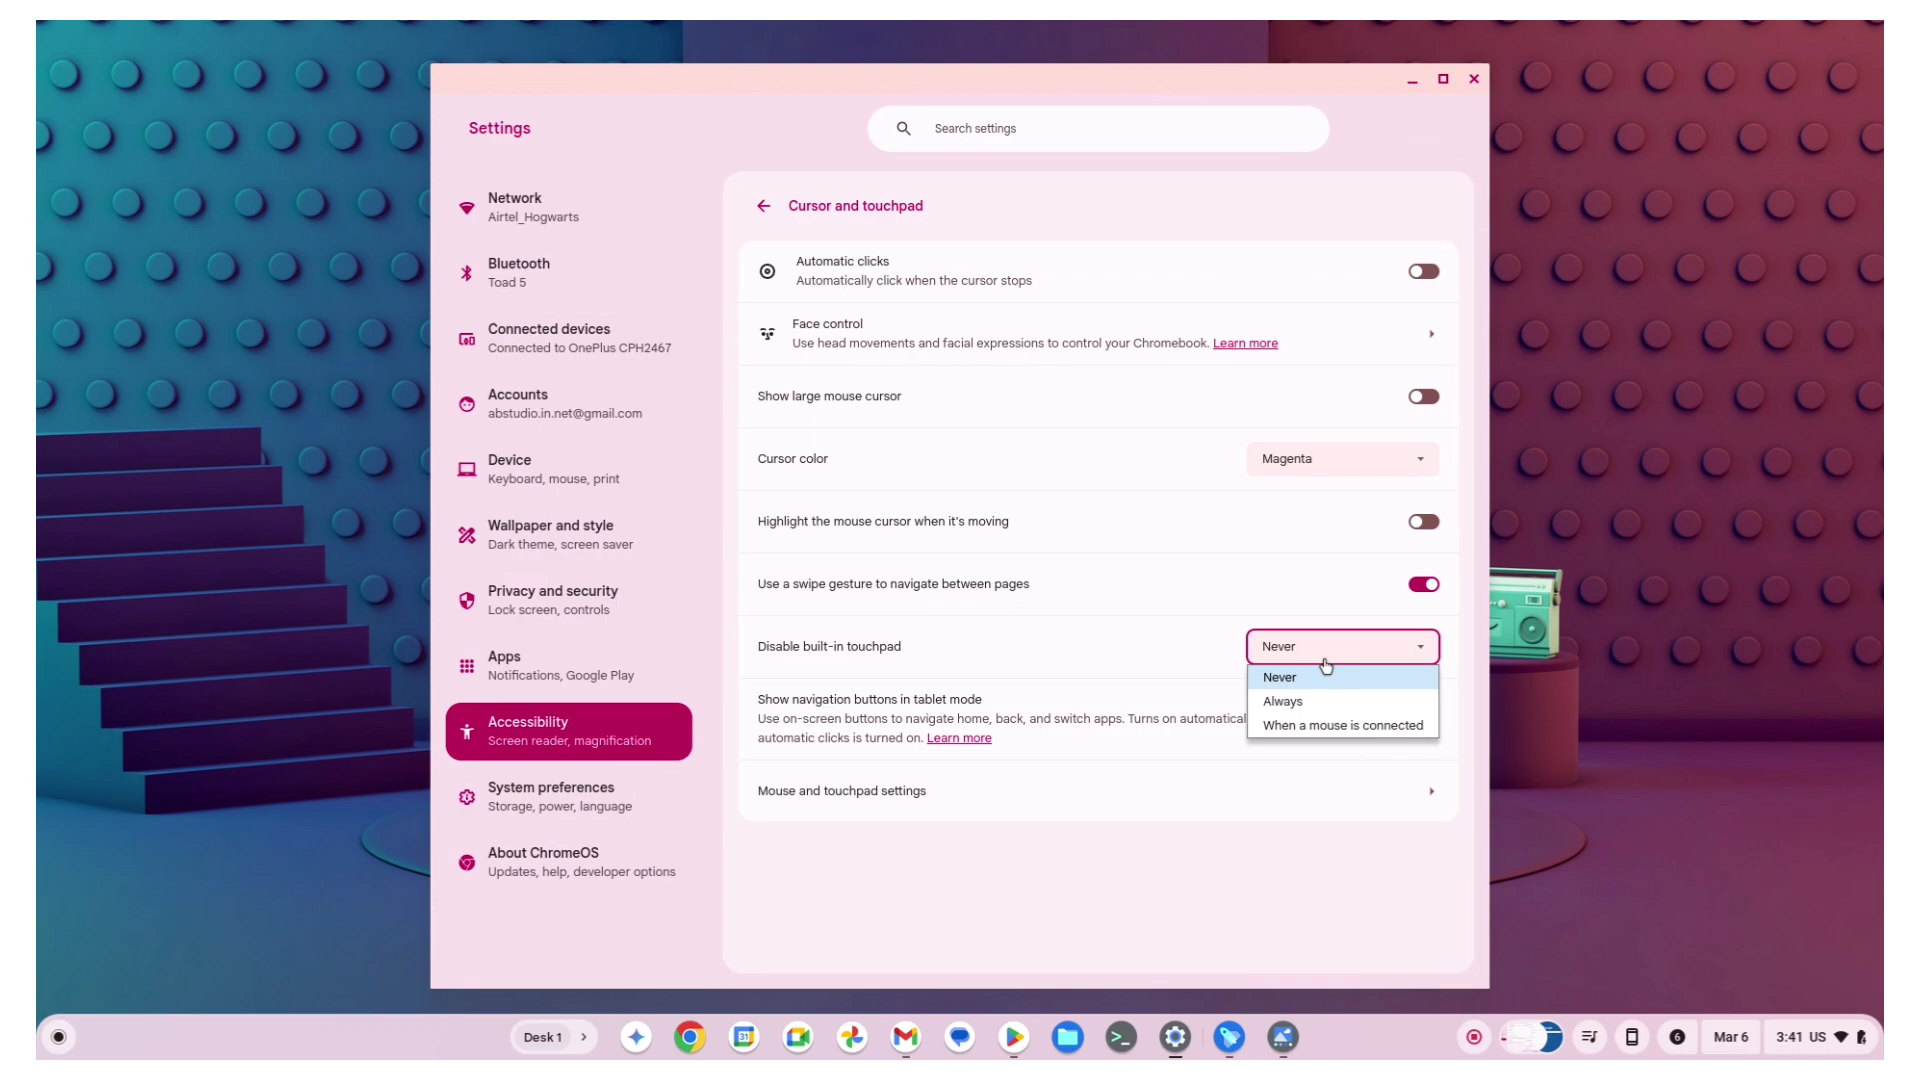 Settings
Search settings
Network
Airtel_Hogwarts
Bluetooth
Toad 5
Connected devices
Connected to OnePlus CPH2467
Accounts
abstudio.in.net@gmail.com
Device
Keyboard, mouse, print
Wallpaper and style
Dark theme, screen saver
Privacy and security
Lock screen, controls
Apps
Notifications, Google Play
Accessibility
Screen reader, magnification
System preferences
Storage, power, language
About ChromeOS
Updates, help, developer options
Cursor and touchpad
Automatic clicks
Automatically click when the cursor stops
Face control
Use head movements and facial expressions to control your Chromebook. Learn more
Show large mouse cursor
Cursor color
Magenta
Highlight the mouse cursor when it's moving
Use a swipe gesture to navigate between pages
Disable built-in touchpad
Never
Never
Always
When a mouse is connected
Show navigation buttons in tablet mode
Use on-screen buttons to navigate home, back, and switch apps. Turns on automatical
automatic clicks is turned on. Learn more
Mouse and touchpad settings
Desk 1
31
6
Mar 6
3:41 US